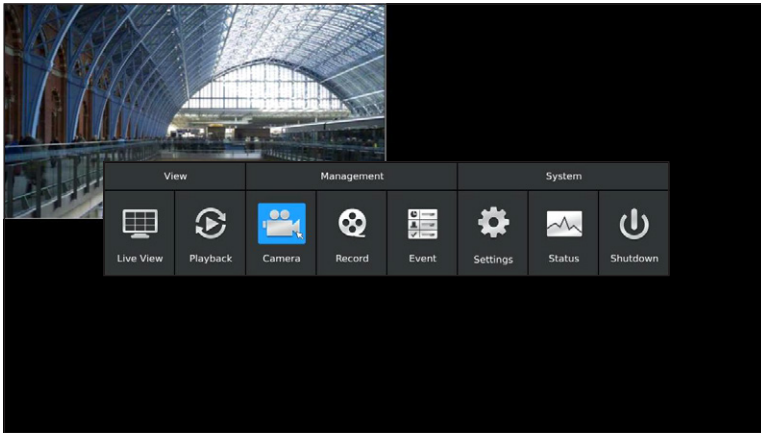 View Management System
Live View Playback Camera Record Event Settings Status Shutdown